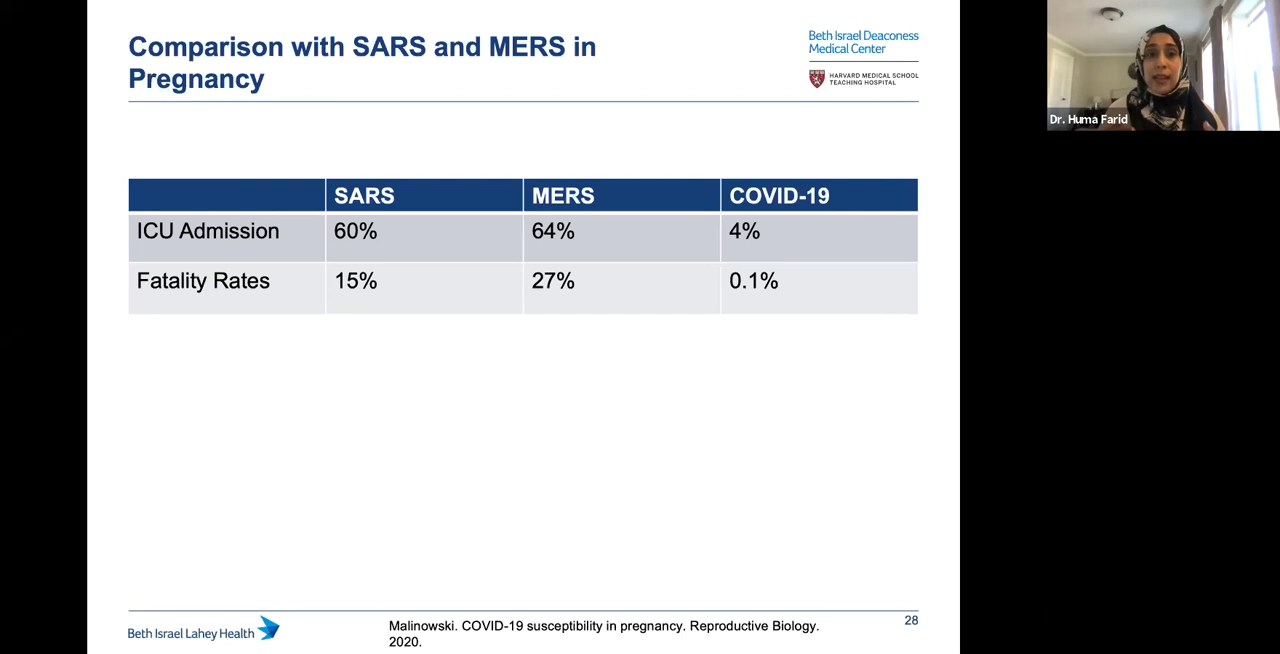 Comparison with SARS and MERS in
Pregnancy
Beth Israel Deaconess
Medical Center
HARVARD MEDICAL SCHOOL
TEACHING HOSPITAL
Dr. Huma Farid
SARS MERS COVID-19
ICU Admission 60% 64% 4%
Fatality Rates 15% 27% 0.1%
Beth Israel Lahey Health
Malinowski. COVID-19 susceptibility in pregnancy. Reproductive Biology.
2020.
28